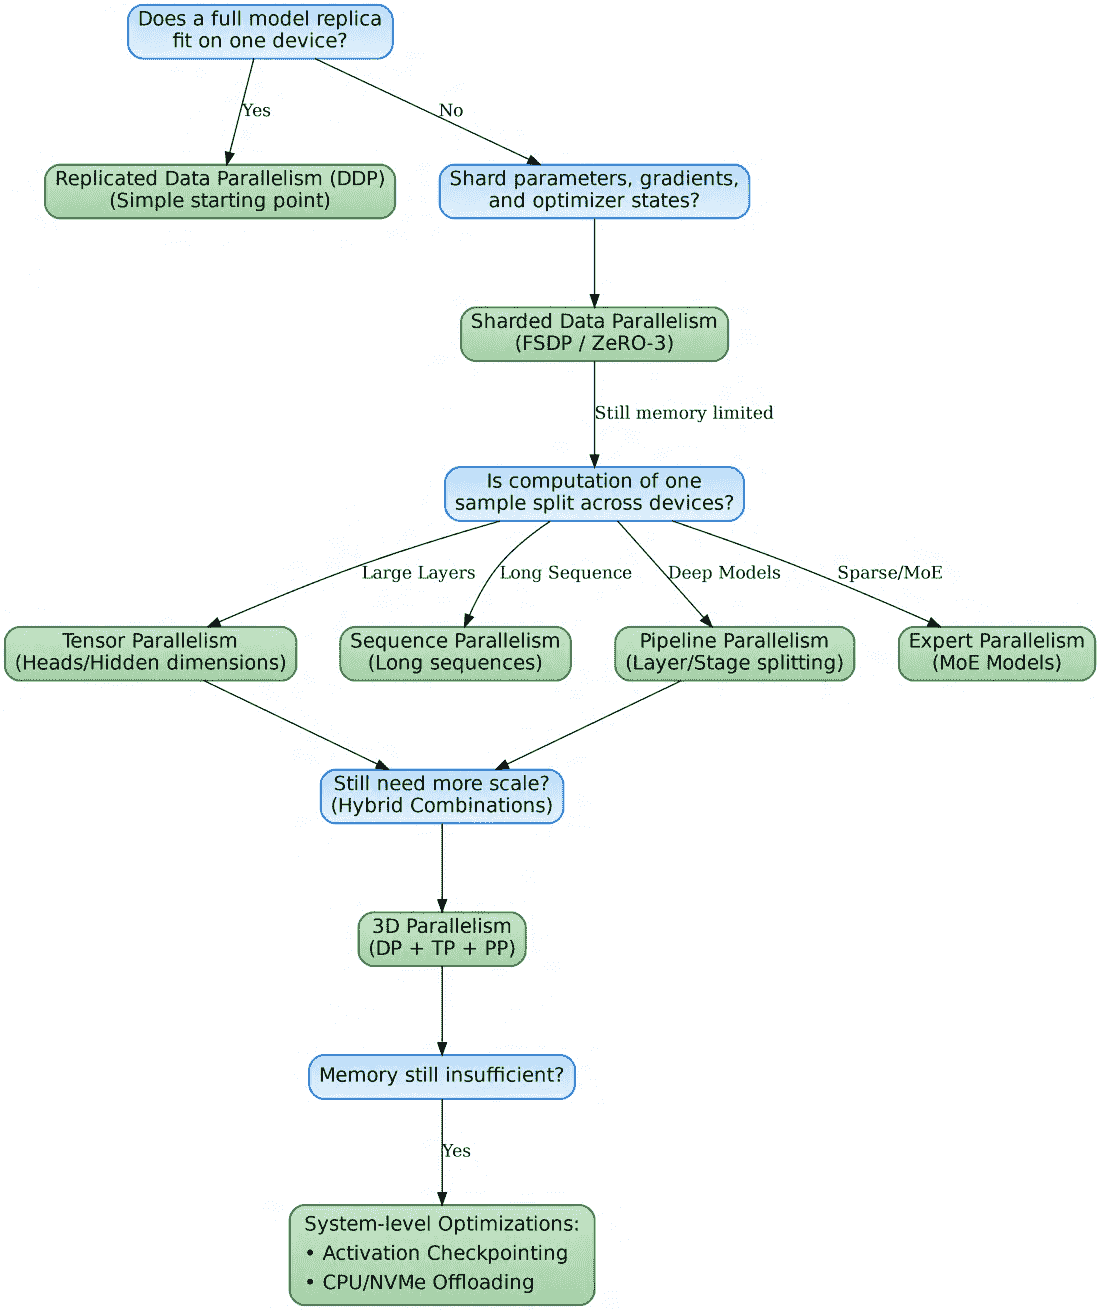 Does a full model replica
fit on one device?
Yes
No
Replicated Data Parallelism (DDP)
(Simple starting point)
Shard parameters, gradients,
and optimizer states?
Sharded Data Parallelism
(FSDP / ZeRO-3)
Still memory limited
Is computation of one
sample split across devices?
Large Layers
Long Sequence
Deep Models
Sparse/MoE
Tensor Parallelism
(Heads/Hidden dimensions)
Sequence Parallelism
(Long sequences)
Pipeline Parallelism
(Layer/Stage splitting)
Expert Parallelism
(MoE Models)
Still need more scale?
(Hybrid Combinations)
3D Parallelism
(DP + TP + PP)
Memory still insufficient?
Yes
System-level Optimizations:
• Activation Checkpointing
• CPU/NVMe Offloading